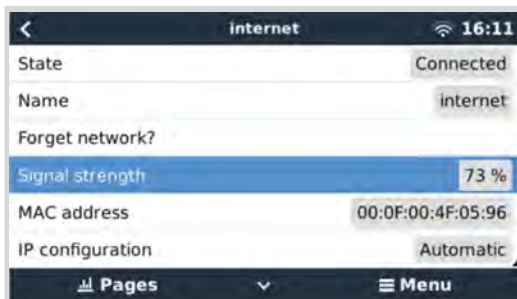 internet 16:11
State Connected
Name internet
Forget network?
Signal strength 73 %
MAC address 00:0F:00:4F:05:96
IP configuration Automatic
Pages Menu